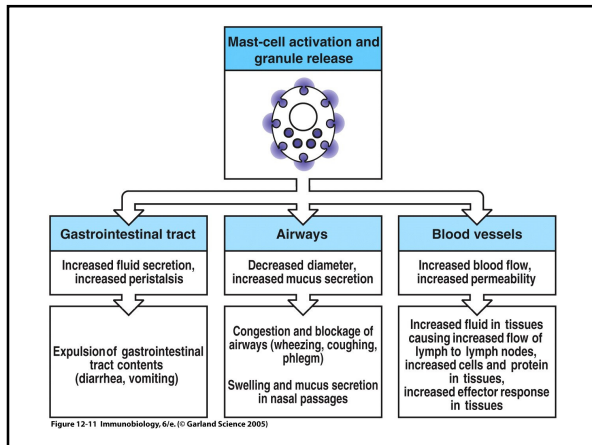 Mast-cell activation and
granule release
Gastrointestinal tract
Increased fluid secretion,
increased peristalsis
Expulsion of gastrointestinal
tract contents
(diarrhea, vomiting)
Airways
Decreased diameter,
increased mucus secretion
Congestion and blockage of
airways (wheezing, coughing,
phlegm)
Swelling and mucus secretion
in nasal passages
Blood vessels
Increased blood flow,
increased permeability
Increased fluid in tissues
causing increased flow of
lymph to lymph nodes,
increased cells and protein
in tissues,
increased effector response
in tissues
Figure 12-11 Immunobiology, 6/e. (© Garland Science 2005)